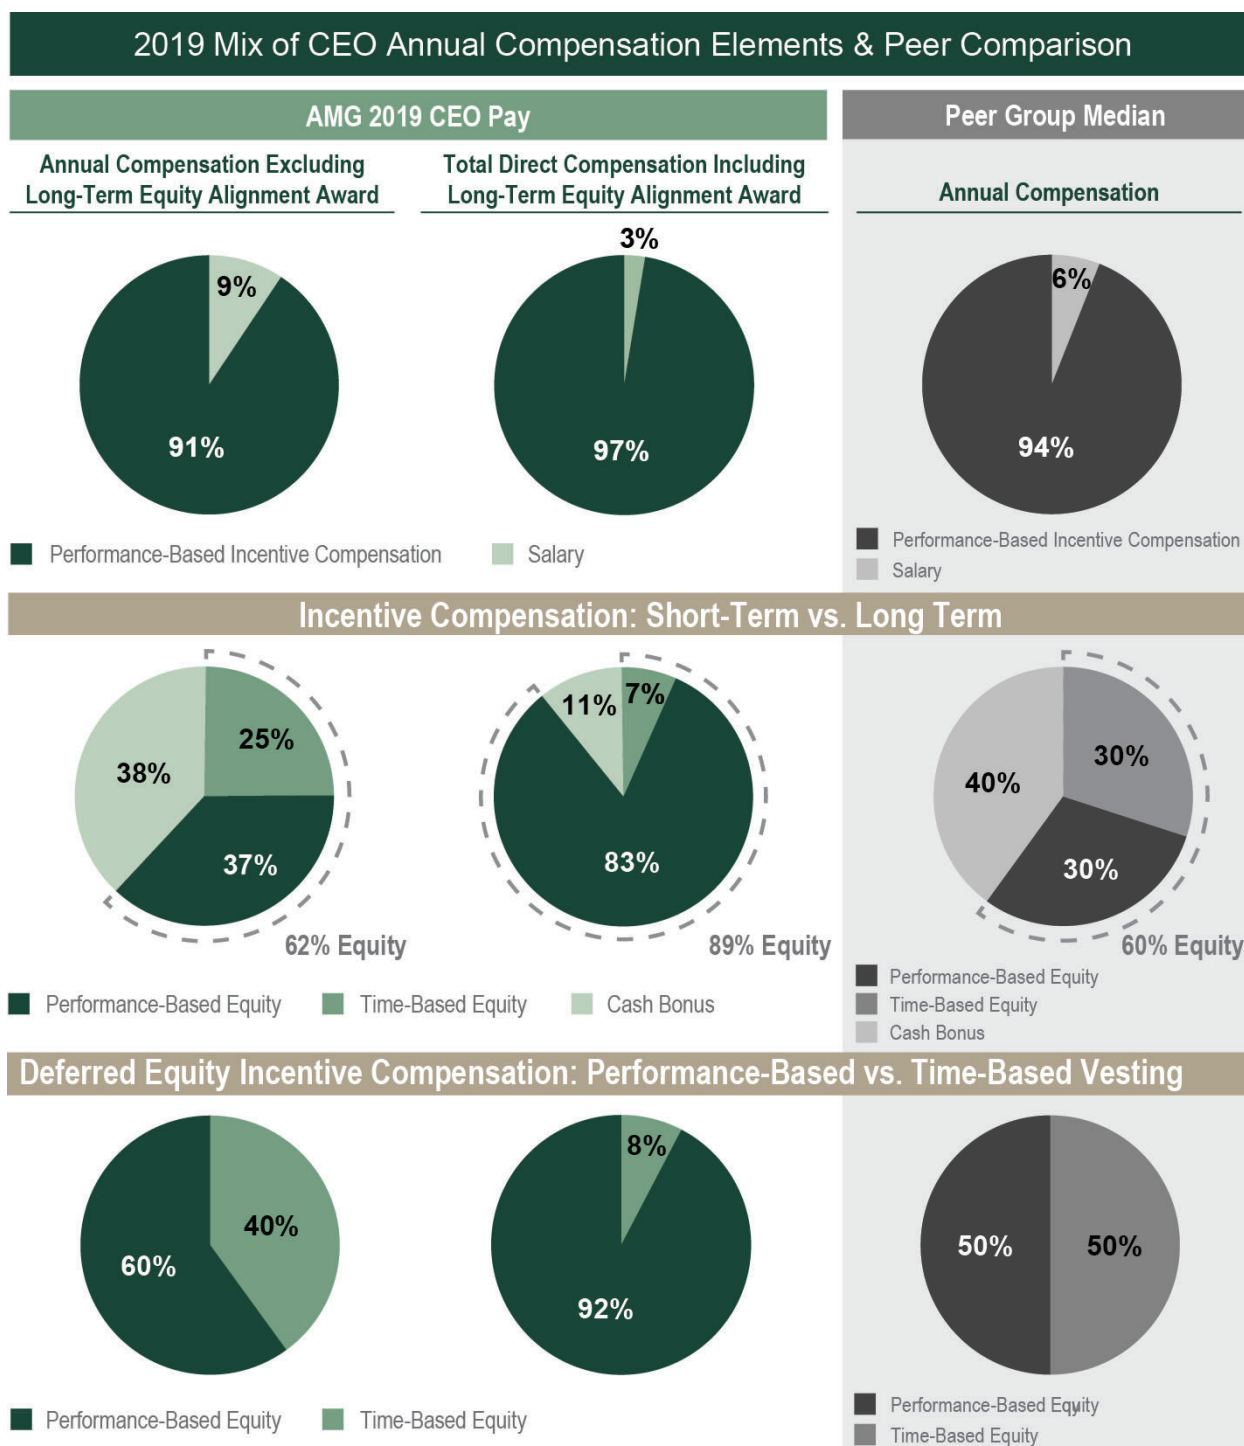 2019 Mix of CEO Annual Compensation Elements & Peer Comparison
AMG 2019 CEO Pay
Peer Group Median
Annual Compensation Excluding
Long-Term Equity Alignment Award
Total Direct Compensation Including
Long-Term Equity Alignment Award
Annual Compensation
9%
91%
3%
97%
6%
94%
Performance-Based Incentive Compensation
Salary
Performance-Based Incentive Compensation
Salary
Incentive Compensation: Short-Term vs. Long Term
25%
38%
37%
62% Equity
11%
7%
83%
89% Equity
30%
40%
30%
60% Equity
Performance-Based Equity
Time-Based Equity
Cash Bonus
Performance-Based Equity
Time-Based Equity
Cash Bonus
Deferred Equity Incentive Compensation: Performance-Based vs. Time-Based Vesting
40%
60%
8%
92%
50%
50%
Performance-Based Equity
Time-Based Equity
Performance-Based Equity
Time-Based Equity